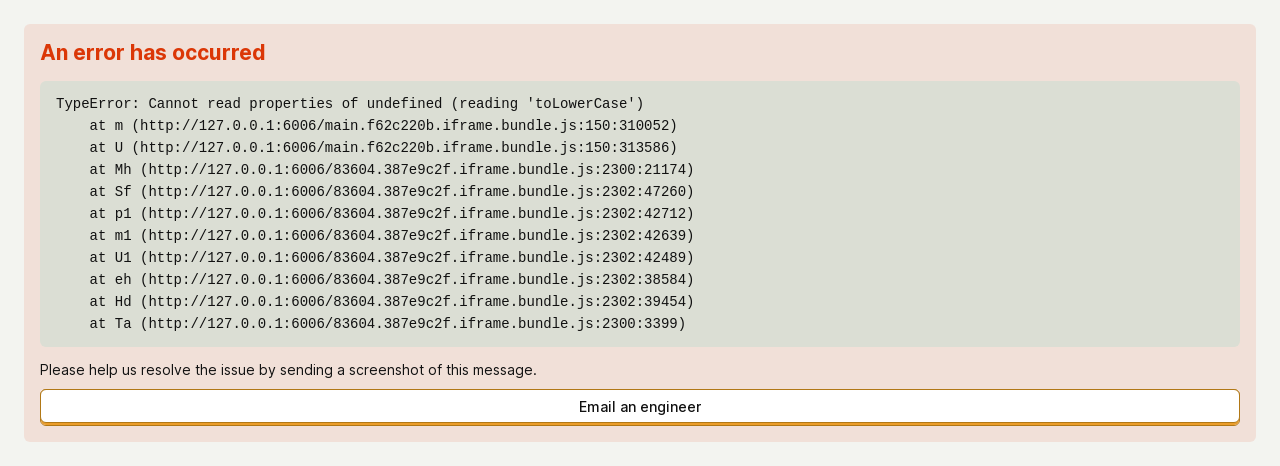 An error has occurred
TypeError: Cannot read properties of undefined (reading 'toLowerCase')
    at m (http://127.0.0.1:6006/main.f62c220b.iframe.bundle.js:150:310052)
    at U (http://127.0.0.1:6006/main.f62c220b.iframe.bundle.js:150:313586)
    at Mh (http://127.0.0.1:6006/83604.387e9c2f.iframe.bundle.js:2300:21174)
    at Sf (http://127.0.0.1:6006/83604.387e9c2f.iframe.bundle.js:2302:47260)
    at p1 (http://127.0.0.1:6006/83604.387e9c2f.iframe.bundle.js:2302:42712)
    at m1 (http://127.0.0.1:6006/83604.387e9c2f.iframe.bundle.js:2302:42639)
    at U1 (http://127.0.0.1:6006/83604.387e9c2f.iframe.bundle.js:2302:42489)
    at eh (http://127.0.0.1:6006/83604.387e9c2f.iframe.bundle.js:2302:38584)
    at Hd (http://127.0.0.1:6006/83604.387e9c2f.iframe.bundle.js:2302:39454)
    at Ta (http://127.0.0.1:6006/83604.387e9c2f.iframe.bundle.js:2300:3399)
Please help us resolve the issue by sending a screenshot of this message.
Email an engineer